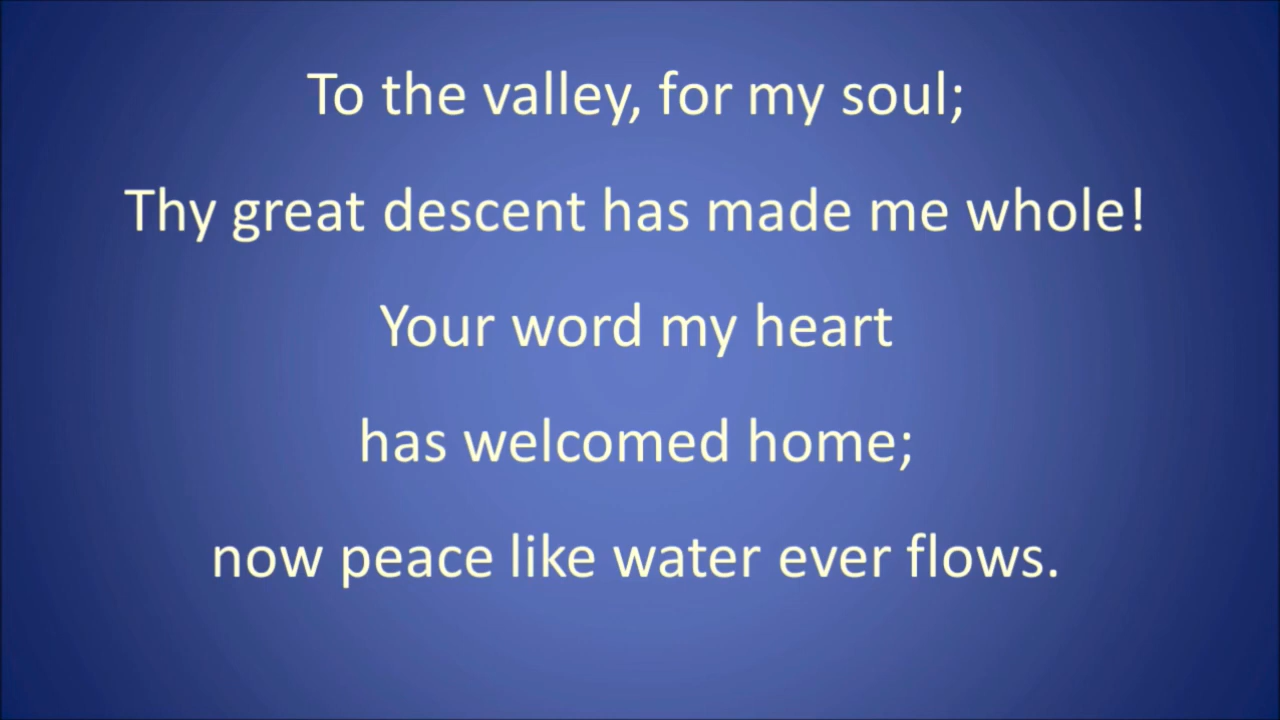 To the valley, for my soul;
Thy great descent has made me whole!
Your word my heart
has welcomed home;
now peace like water ever flows.